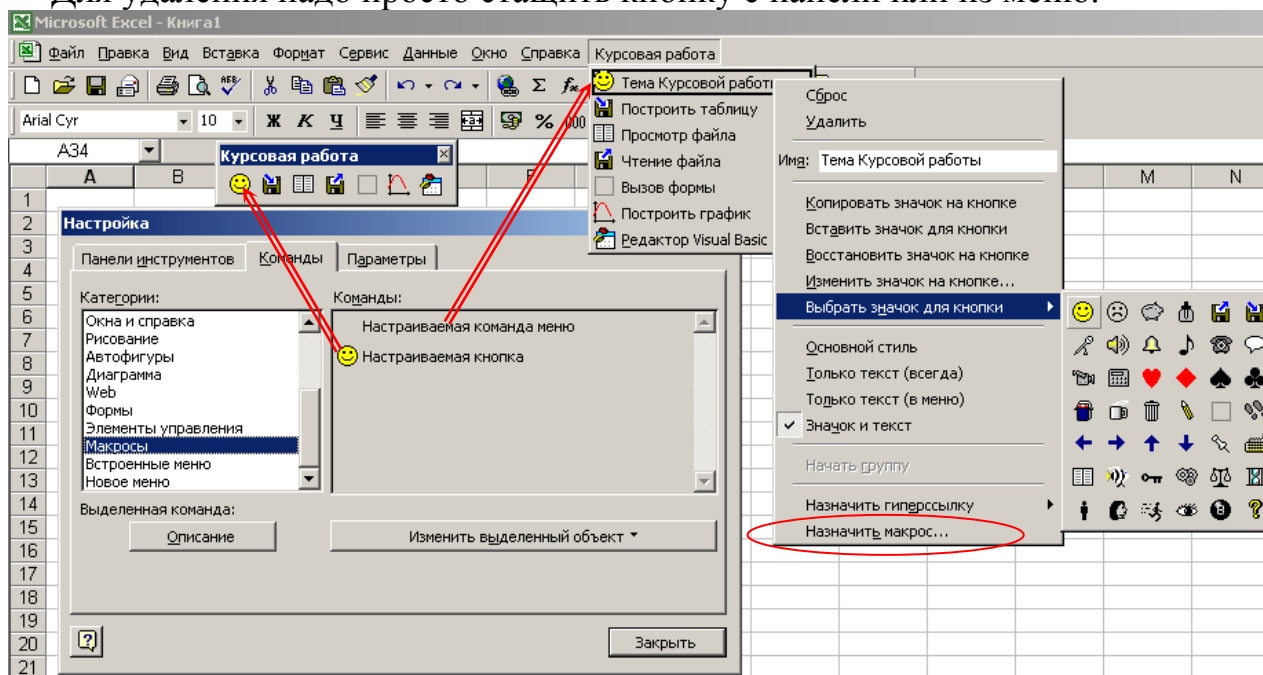 Для удаления надо просто стащить кнопку с панели или из меню.
Microsoft Excel - Книга1
Файл Правка Вид Вставка Формат Сервис Данные Окно Справка Курсовая работа
Arial Cyr 10 Ж К Ч % 000
A34
Курсовая работа
A B M N
Тема Курсовой работы
Построить таблицу
Просмотр файла
Чтение файла
Вызов формы
Построить график
Редактор Visual Basic
Сброс
Удалить
Имя: Тема Курсовой работы
Копировать значок на кнопке
Вставить значок для кнопки
Восстановить значок на кнопке
Изменить значок на кнопке...
Выбрать значок для кнопки
Основной стиль
Только текст (всегда)
Только текст (в меню)
Значок и текст
Начать группу
Назначить гиперссылку
Назначить макрос...
Настройка
Панели инструментов Команды Параметры
Категории: Команды:
Окна и справка
Рисование
Автофигуры
Диаграмма
Web
Формы
Элементы управления
Макросы
Встроенные меню
Новое меню
Настраиваемая команда меню
Настраиваемая кнопка
Выделенная команда:
Описание Изменить выделенный объект
Закрыть
1
2
3
4
5
6
7
8
9
10
11
12
13
14
15
16
17
18
19
20
21